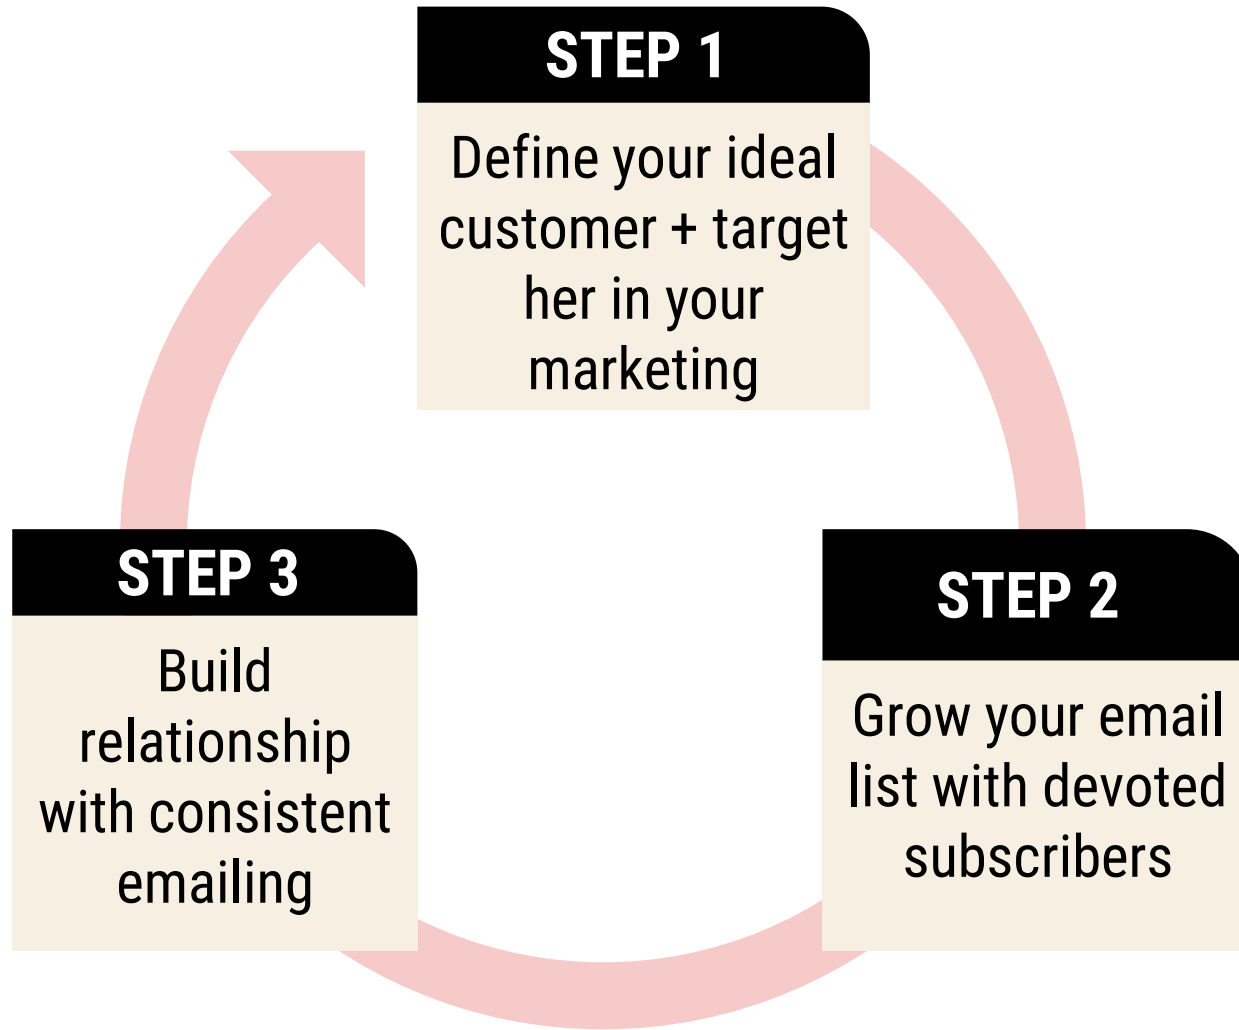 STEP 1
Define your ideal
customer + target
her in your
marketing
STEP 2
Grow your email
list with devoted
subscribers
STEP 3
Build
relationship
with consistent
emailing